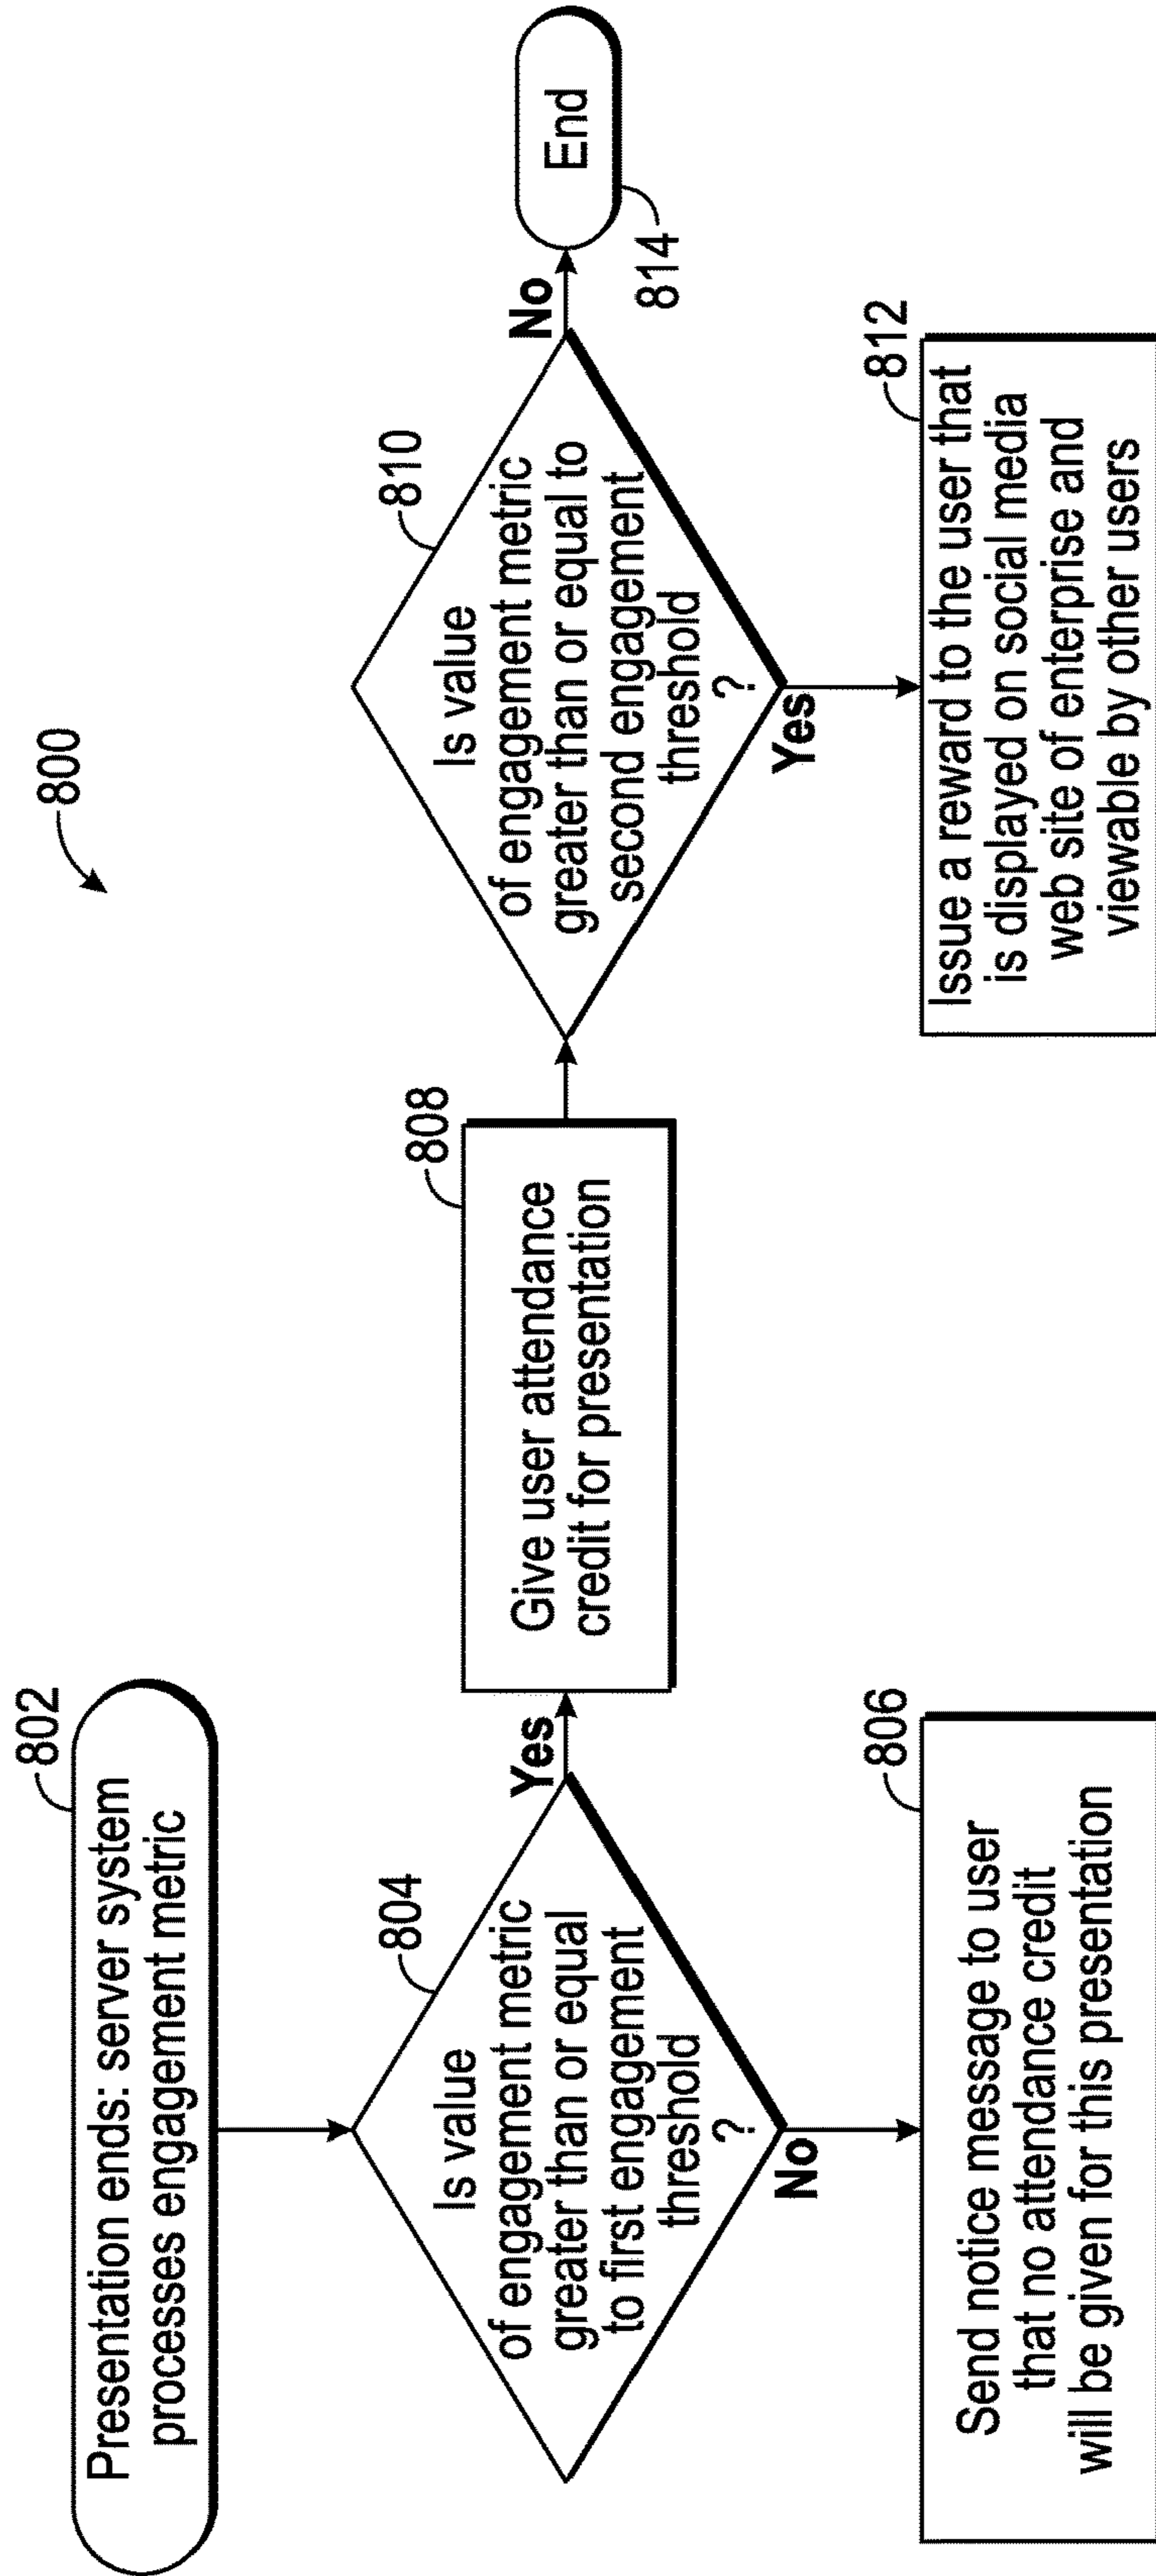 800
802
Presentation ends: server system
processes engagement metric
804
Is value
of engagement metric
greater than or equal
to first engagement
threshold
?
Yes
No
806
Send notice message to user
that no attendance credit
will be given for this presentation
808
Give user attendance
credit for presentation
810
Is value
of engagement metric
greater than or equal to
second engagement
threshold
?
No
Yes
814
End
812
Issue a reward to the user that
is displayed on social media
web site of enterprise and
viewable by other users